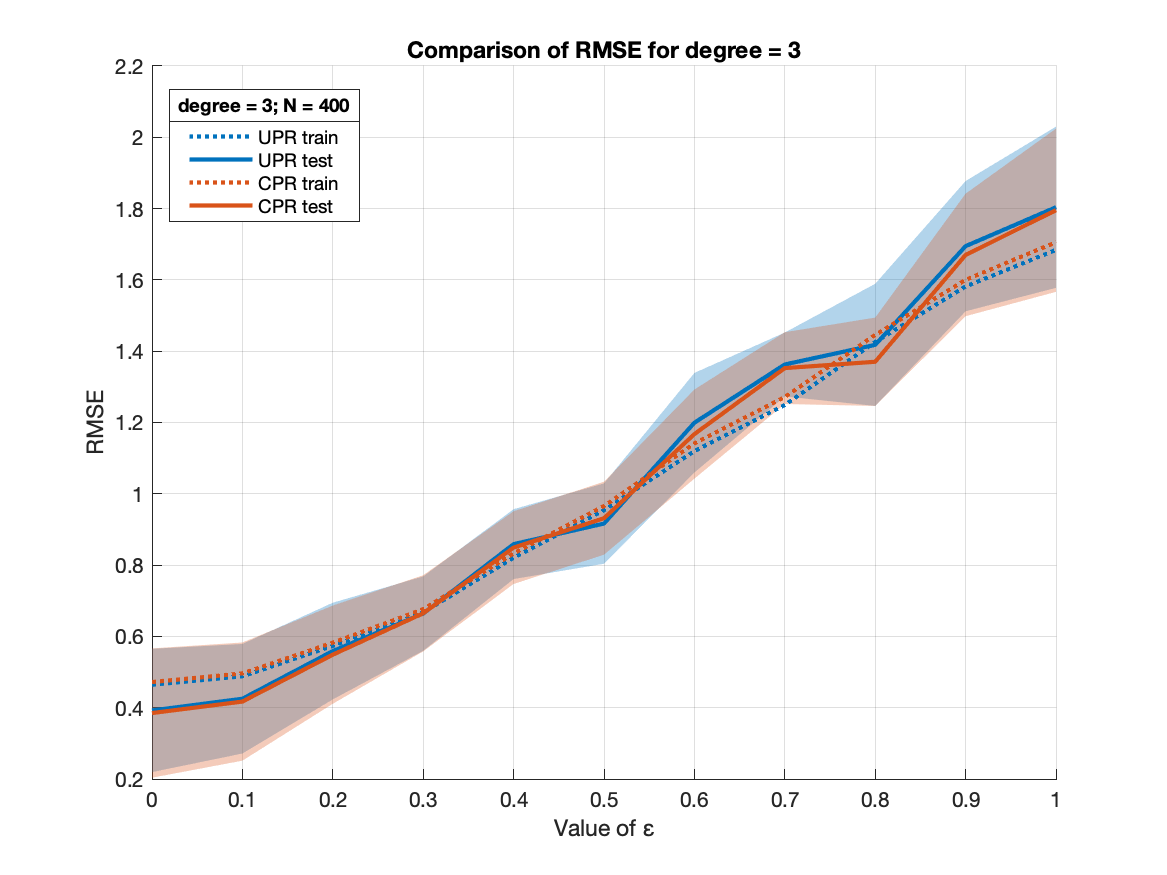 Comparison of RMSE for degree = 3
2.2
2
1.8
1.6
1.4
1.2
1
0.8
0.6
0.4
0.2
RMSE
degree = 3; N = 400
UPR train
UPR test
CPR train
CPR test
0 0.1 0.2 0.3 0.4 0.5 0.6 0.7 0.8 0.9 1
Value of ε